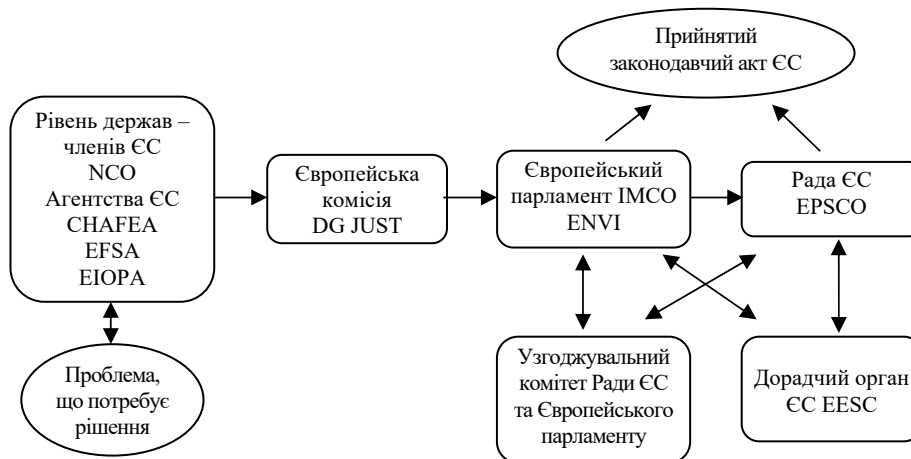 Прийнятий
законодавчий акт ЄС
Рівень держав –
членів ЄС
NCO
Агентства ЄС
CHAFEA
EFSA
EIOPA
Європейська
комісія
DG JUST
Європейський
парламент IMCO
ENVI
Рада ЄС
EPSCO
Проблема,
що потребує
рішення
Узгоджувальний
комітет Ради ЄС
та Європейського
парламенту
Дорадчий орган
ЄС EESC